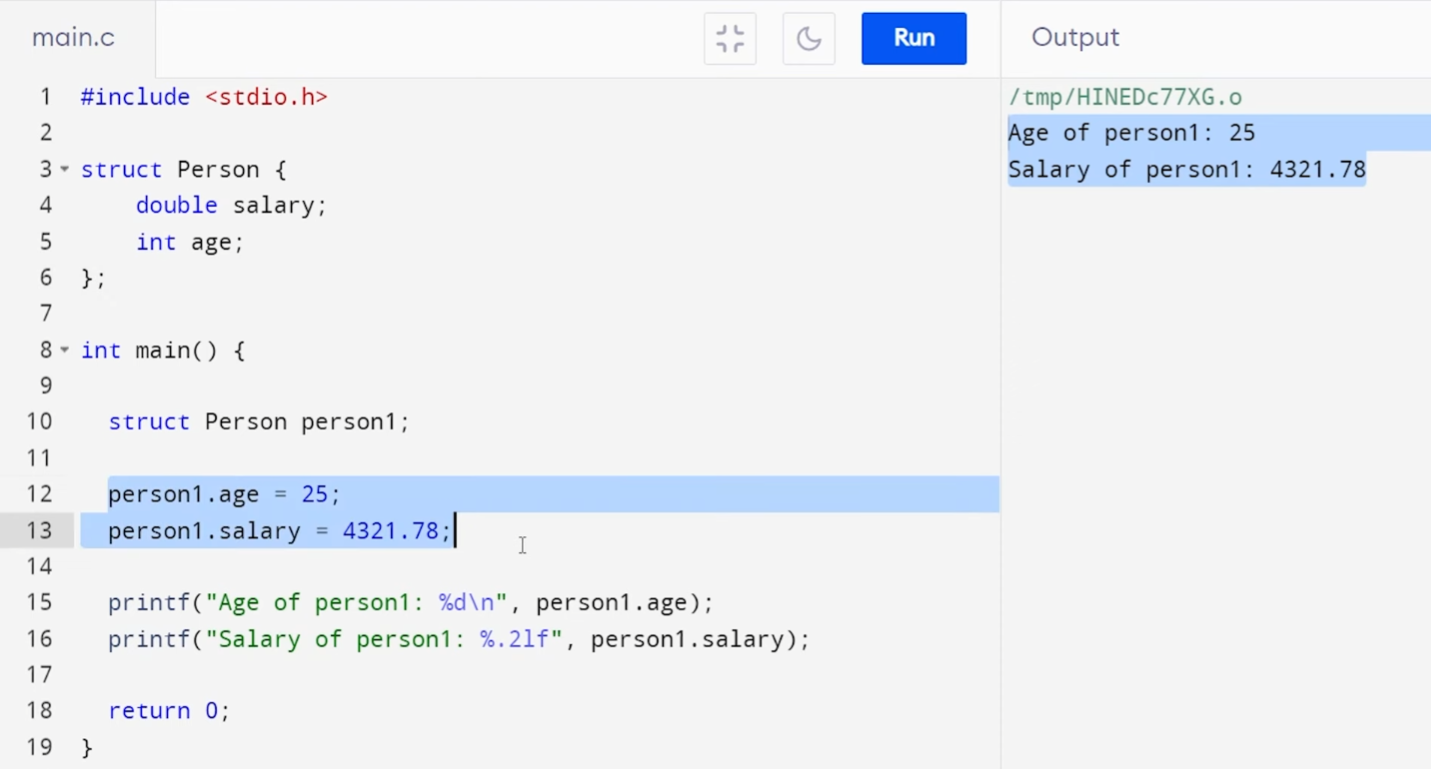 main.c
Run
Output
1 #include <stdio.h>
2
3 struct Person {
4 double salary;
5 int age;
6 };
7
8 int main() {
9
10 struct Person person1;
11
12 person1.age = 25;
13 person1.salary = 4321.78;
14
15 printf("Age of person1: %d\n", person1.age);
16 printf("Salary of person1: %.2lf", person1.salary);
17
18 return 0;
19 }
/tmp/HINEDc77XG.o
Age of person1: 25
Salary of person1: 4321.78